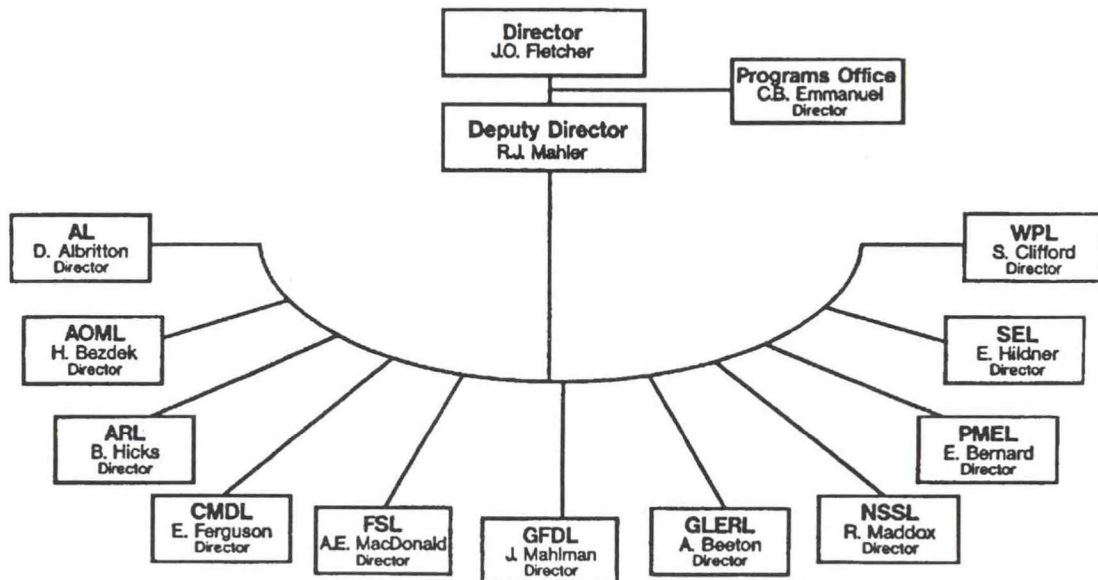 Director
J.O. Fletcher
Programs Office
C.B. Emmanuel
Director
Deputy Director
R.J. Mahler
AL
D. Albritton
Director
WPL
S. Clifford
Director
AOML
H. Bezdek
Director
SEL
E. Hildner
Director
ARL
B. Hicks
Director
PMEL
E. Bernard
Director
CMDL
E. Ferguson
Director
FSL
A.E. MacDonald
Director
GFDL
J. Mahlman
Director
GLERL
A. Beeton
Director
NSSL
R. Maddox
Director